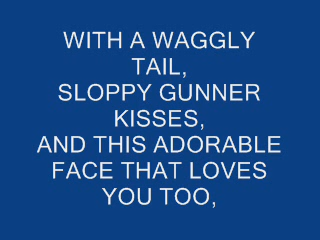 WITH A WAGGLY
TAIL,
SLOPPY GUNNER
KISSES,
AND THIS ADORABLE
FACE THAT LOVES
YOU TOO,